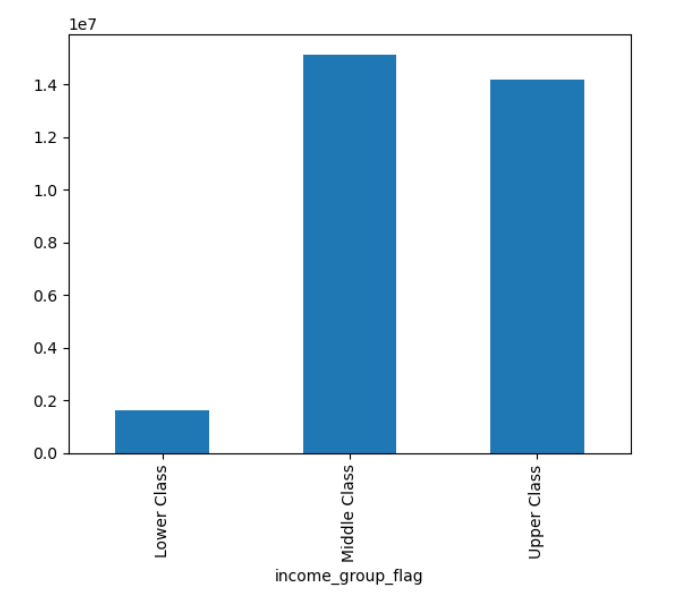 1e7
1.4
1.2
1.0
0.8
0.6
0.4
0.2
0.0
Lower Class
Middle Class
Upper Class
income_group_flag